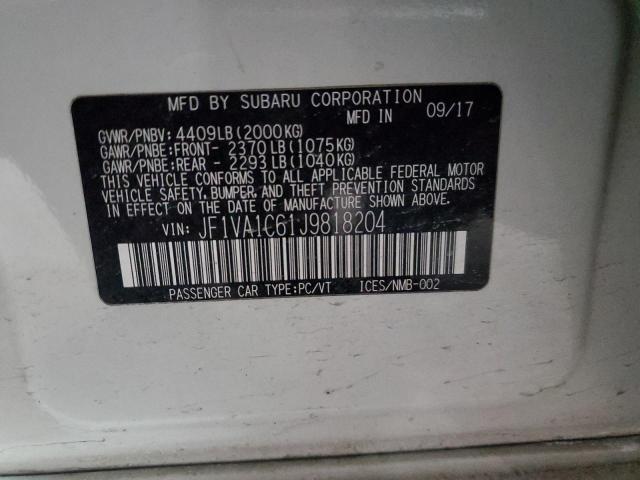 MFD BY SUBARU CORPORATION
MFD IN 09/17
GVWR/PNBV: 4409LB(2000KG)
GAWR/PNBE:FRONT- 2370LB(1075KG)
GAWR/PNBE:REAR - 2293LB(1040KG)
THIS VEHICLE CONFORMS TO ALL APPLICABLE FEDERAL MOTOR
VEHICLE SAFETY, BUMPER, AND THEFT PREVENTION STANDARDS
IN EFFECT ON THE DATE OF MANUFACTURE SHOWN ABOVE.
VIN: JF1VA1C61J9818204
PASSENGER CAR TYPE:PC/VT ICES/NMB-002